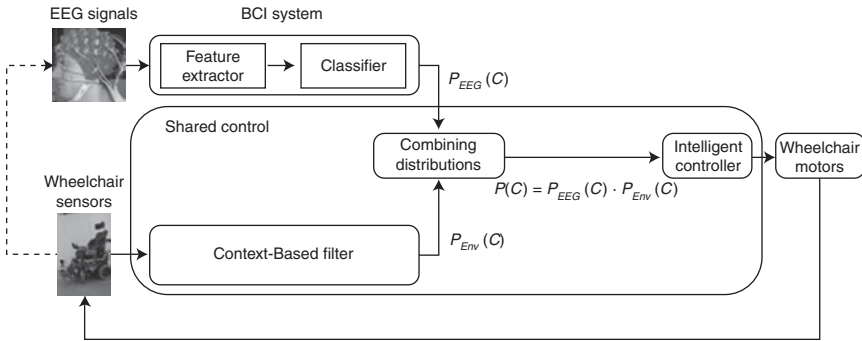 EEG signals
BCI system
Feature
extractor
Classifier
P_EEG (C)
Shared control
Combining
distributions
Intelligent
controller
Wheelchair
motors
P(C) = P_EEG (C) · P_Env (C)
Wheelchair
sensors
Context-Based filter
P_Env (C)